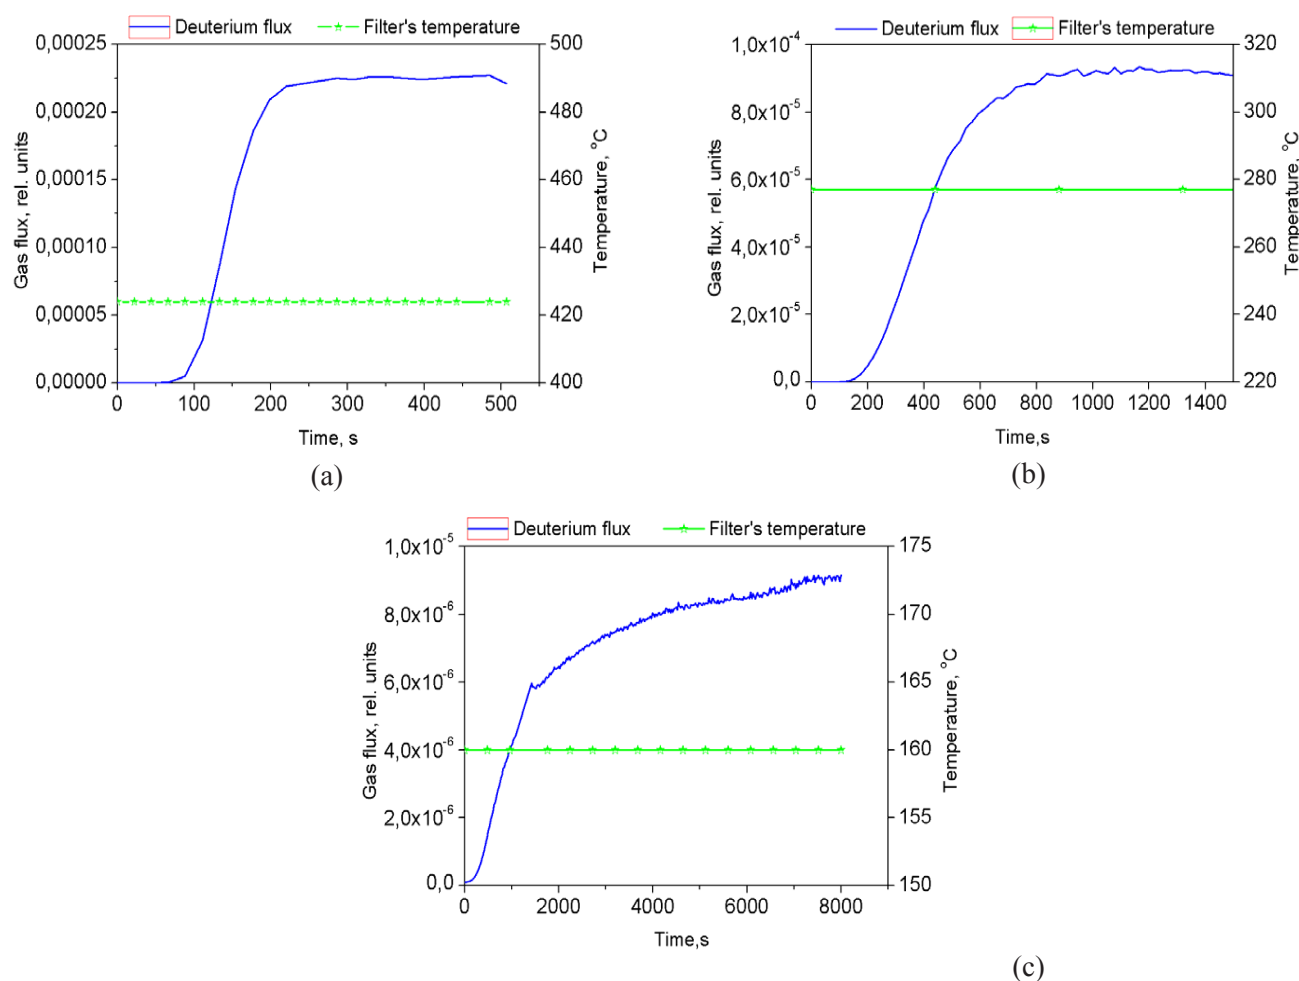 Deuterium flux Filter's temperature
0,00025
0,00020
0,00015
0,00010
0,00005
0,00000
Gas flux, rel. units
500
480
460
440
420
400
Temperature, °C
0 100 200 300 400 500
Time, s
(a)
Deuterium flux Filter's temperature
1,0x10⁻⁴
8,0x10⁻⁵
6,0x10⁻⁵
4,0x10⁻⁵
2,0x10⁻⁵
0,0
Gas flux, rel. units
320
300
280
260
240
220
Temperature, °C
0 200 400 600 800 1000 1200 1400
Time,s
(b)
Deuterium flux Filter's temperature
1,0x10⁻⁵
8,0x10⁻⁶
6,0x10⁻⁶
4,0x10⁻⁶
2,0x10⁻⁶
0,0
Gas flux, rel. units
175
170
165
160
155
150
Temperature, °C
0 2000 4000 6000 8000
Time,s
(c)